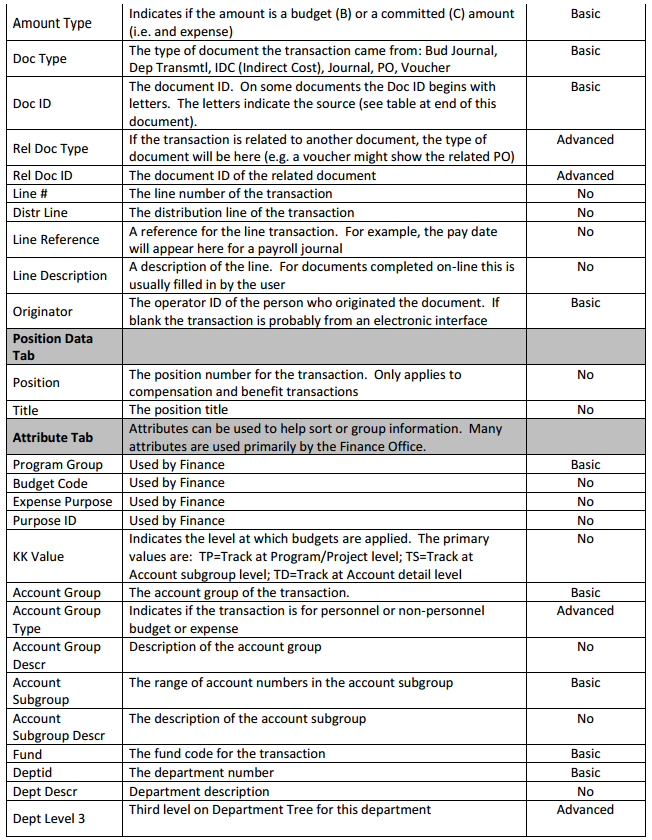 Amount Type
Indicates if the amount is a budget (B) or a committed (C) amount
(i.e. and expense)
Basic
Doc Type
The type of document the transaction came from: Bud Journal,
Dep Transmtl, IDC (Indirect Cost), Journal, PO, Voucher
Basic
Doc ID
The document ID. On some documents the Doc ID begins with
letters. The letters indicate the source (see table at end of this
document).
Basic
Rel Doc Type
If the transaction is related to another document, the type of
document will be here (e.g. a voucher might show the related PO)
Advanced
Rel Doc ID
The document ID of the related document
Advanced
Line #
The line number of the transaction
No
Distr Line
The distribution line of the transaction
No
Line Reference
A reference for the line transaction. For example, the pay date
will appear here for a payroll journal
No
Line Description
A description of the line. For documents completed on-line this is
usually filled in by the user
No
Originator
The operator ID of the person who originated the document. If
blank the transaction is probably from an electronic interface
Basic
Position Data
Tab
Position
The position number for the transaction. Only applies to
compensation and benefit transactions
No
Title
The position title
No
Attribute Tab
Attributes can be used to help sort or group information. Many
attributes are used primarily by the Finance Office.
Program Group
Used by Finance
Basic
Budget Code
Used by Finance
No
Expense Purpose
Used by Finance
No
Purpose ID
Used by Finance
No
KK Value
Indicates the level at which budgets are applied. The primary
values are: TP=Track at Program/Project level; TS=Track at
Account subgroup level; TD=Track at Account detail level
No
Account Group
The account group of the transaction.
Basic
Account Group
Type
Indicates if the transaction is for personnel or non-personnel
budget or expense
Advanced
Account Group
Descr
Description of the account group
No
Account
Subgroup
The range of account numbers in the account subgroup
Basic
Account
Subgroup Descr
The description of the account subgroup
No
Fund
The fund code for the transaction
Basic
Deptid
The department number
Basic
Dept Descr
Department description
No
Dept Level 3
Third level on Department Tree for this department
Advanced